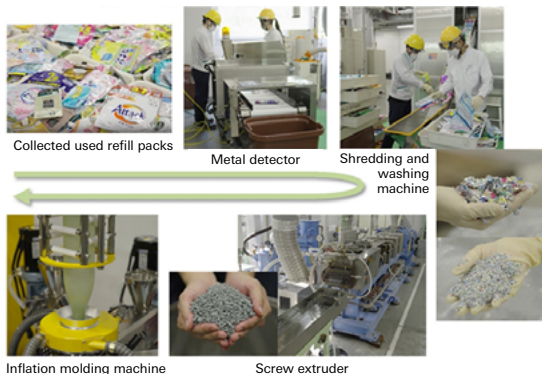 Attack
Collected used refill packs
Metal detector
Shredding and
washing
machine
Inflation molding machine
Screw extruder